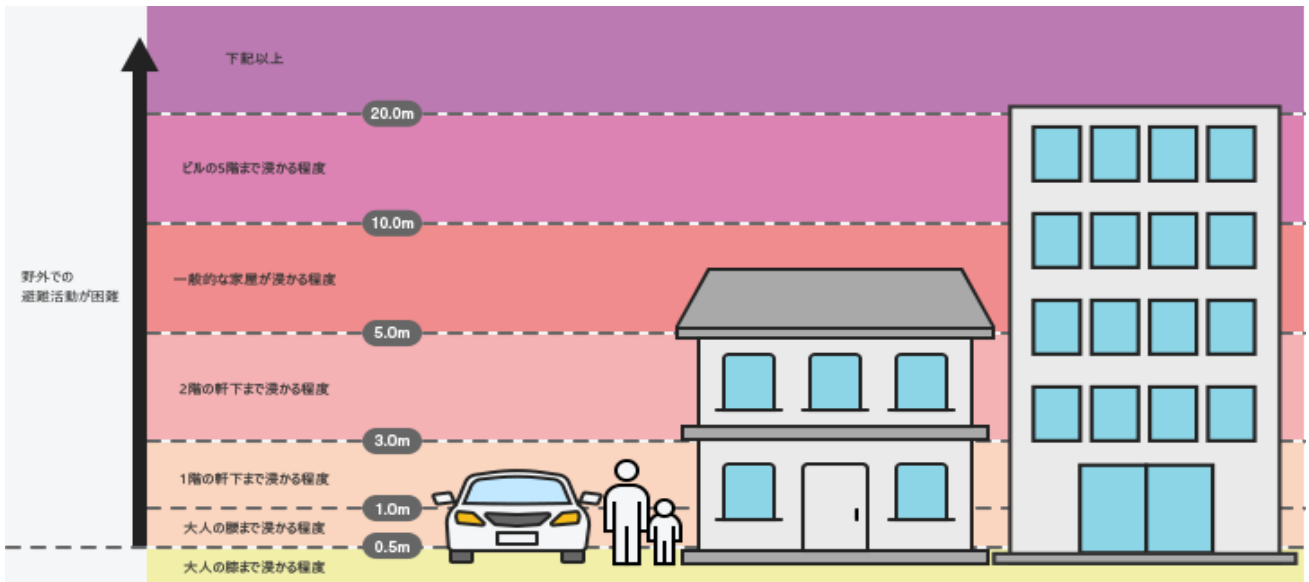 下記以上
20.0m
ビルの5階まで浸かる程度
10.0m
野外での
避難活動が困難
一般的な家屋が浸かる程度
5.0m
2階の軒下まで浸かる程度
3.0m
1階の軒下まで浸かる程度
1.0m
大人の腰まで浸かる程度
0.5m
大人の膝まで浸かる程度